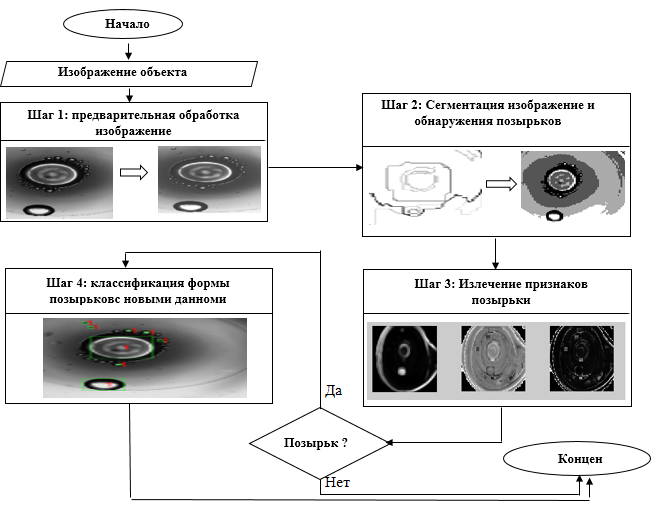 Начало
Изображение объекта
Шаг 1: предварительная обработка
изображение
Шаг 2: Сегментация изображение и
обнаружения позырьков
Шаг 4: классификация формы
позырьковс новыми данноми
Шаг 3: Излечение признаков
позырьки
Да
Позырьк ?
Нет
Концен